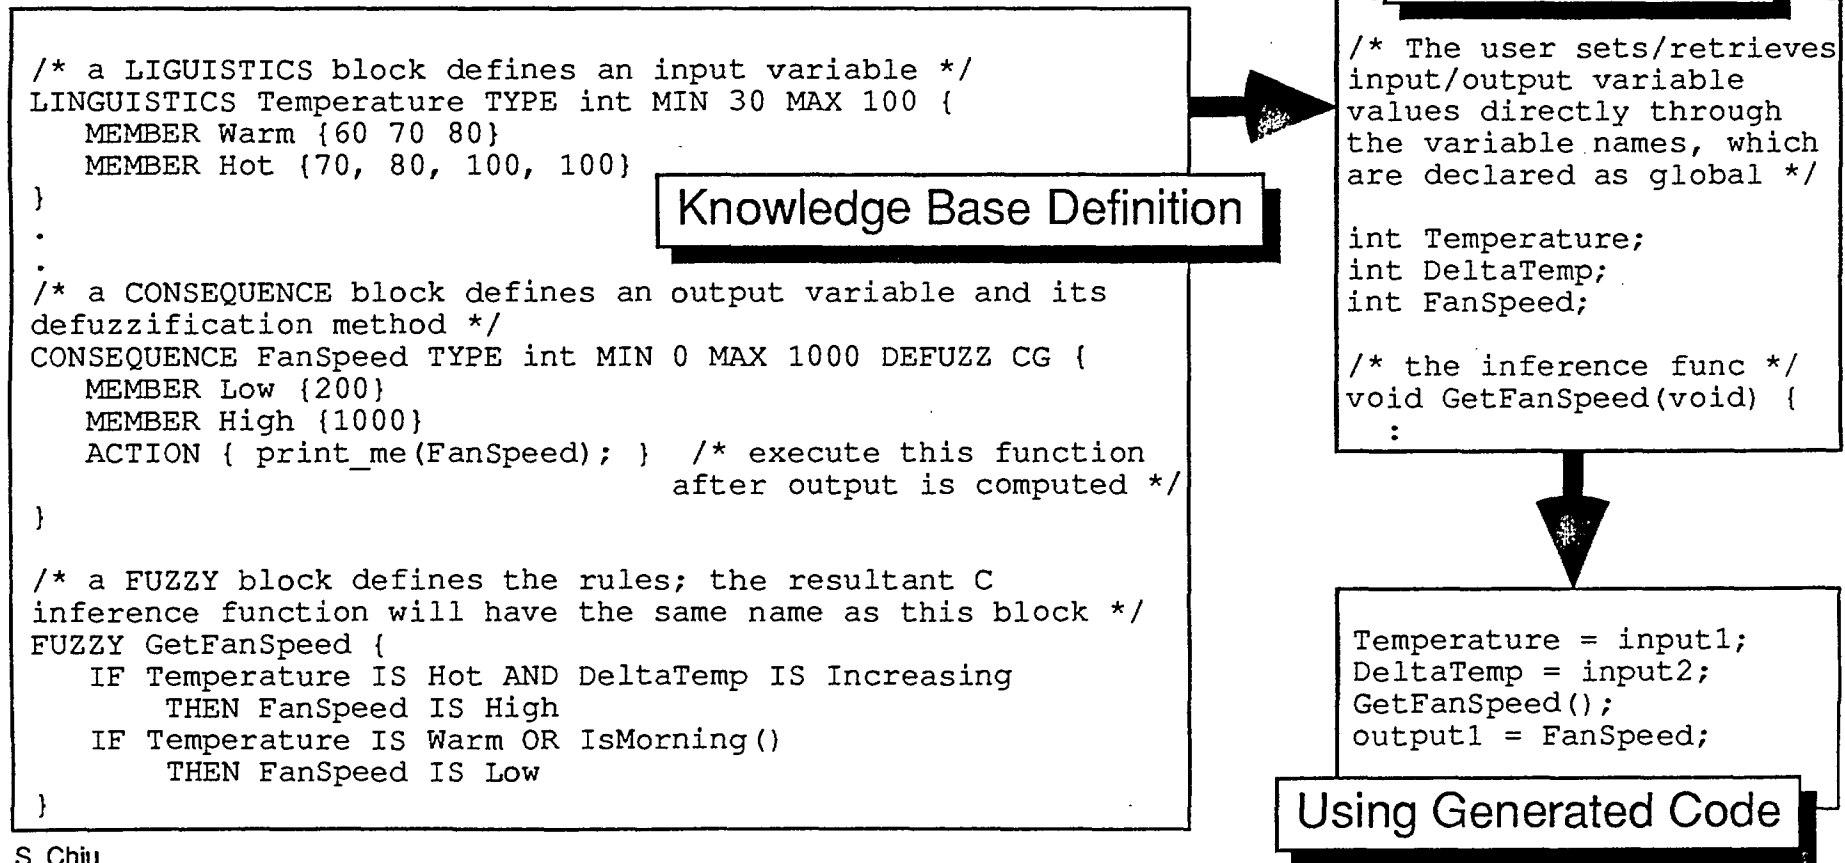 /* a LIGUISTICS block defines an input variable */
LINGUISTICS Temperature TYPE int MIN 30 MAX 100 {
MEMBER Warm {60 70 80}
MEMBER Hot {70, 80, 100, 100}
}
.
.
Knowledge Base Definition
/* a CONSEQUENCE block defines an output variable and its
defuzzification method */
CONSEQUENCE FanSpeed TYPE int MIN 0 MAX 1000 DEFUZZ CG {
MEMBER Low {200}
MEMBER High {1000}
ACTION { print_me(FanSpeed); } /* execute this function
after output is computed */
}
/* a FUZZY block defines the rules; the resultant C
inference function will have the same name as this block */
FUZZY GetFanSpeed {
IF Temperature IS Hot AND DeltaTemp IS Increasing
THEN FanSpeed IS High
IF Temperature IS Warm OR IsMorning()
THEN FanSpeed IS Low
}
S. Chiu
/* The user sets/retrieves
input/output variable
values directly through
the variable names, which
are declared as global */
int Temperature;
int DeltaTemp;
int FanSpeed;
/* the inference func */
void GetFanSpeed(void) {
:
Temperature = input1;
DeltaTemp = input2;
GetFanSpeed();
output1 = FanSpeed;
Using Generated Code